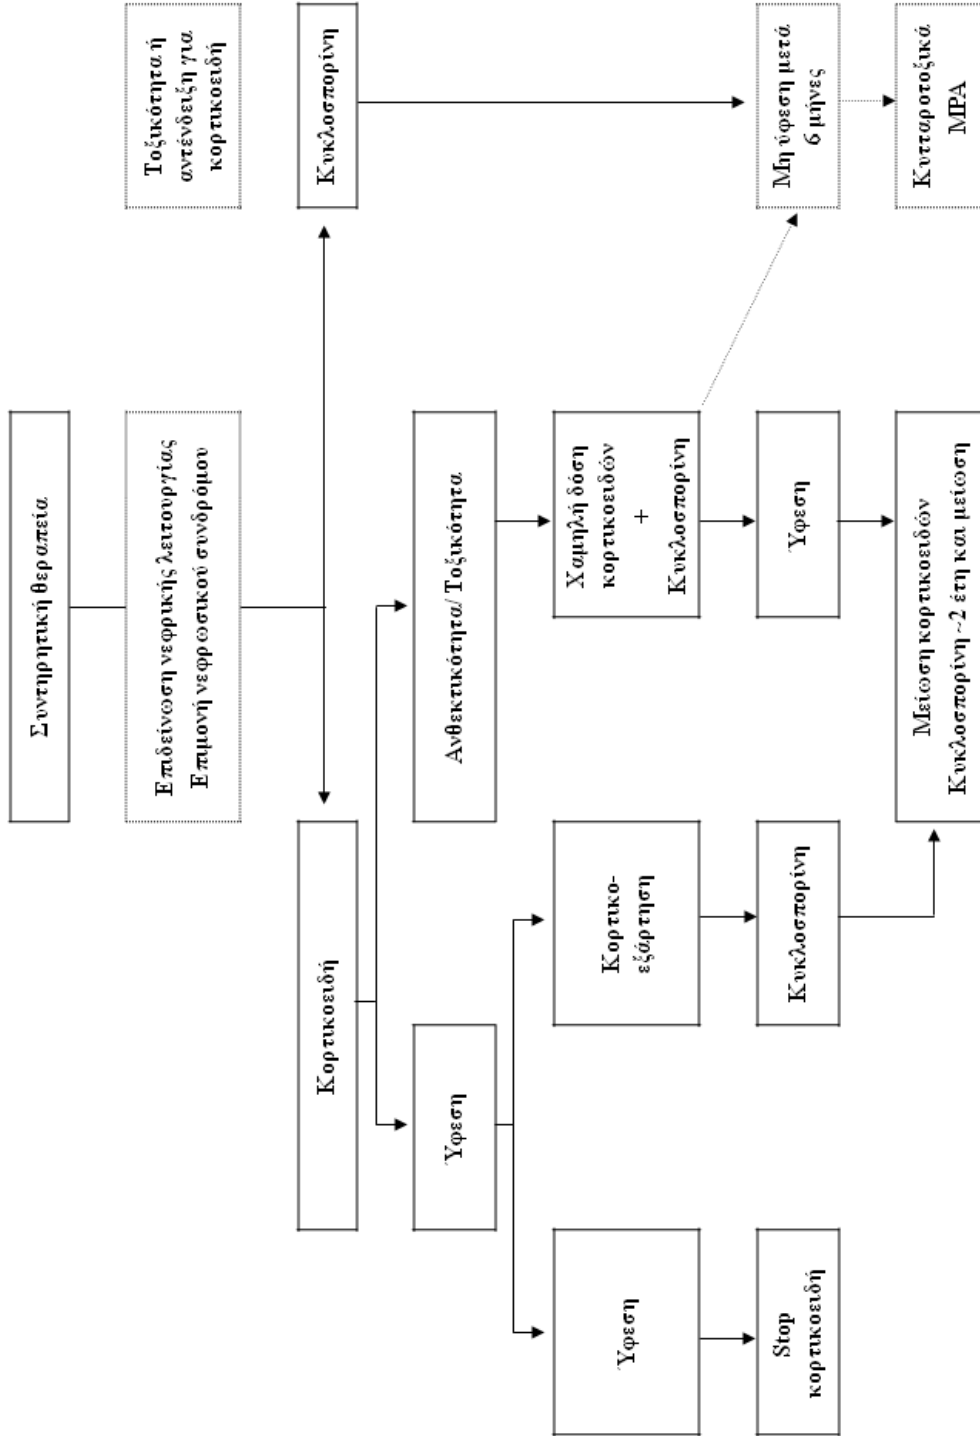 Συντηρητική θεραπεία
Επιδείνωση νεφρικής λειτουργίας
Επιμονή νεφρωσικού συνδρόμου
Τοξικότητα ή
αντένδειξη για
κορτικοειδή
Κορτικοειδή
Κυκλοσπορίνη
Ύφεση
Ανθεκτικότητα/ Τοξικότητα
Ύφεση
Κορτικο-
εξάρτηση
Χαμηλή δόση
κορτικοειδών
+
Κυκλοσπορίνη
Stop
κορτικοειδή
Κυκλοσπορίνη
Ύφεση
Μη ύφεση μετά
6 μήνες
Μείωση κορτικοειδών
Κυκλοσπορίνη ~2 έτη και μείωση
Κυτταροτοξικά
MPA